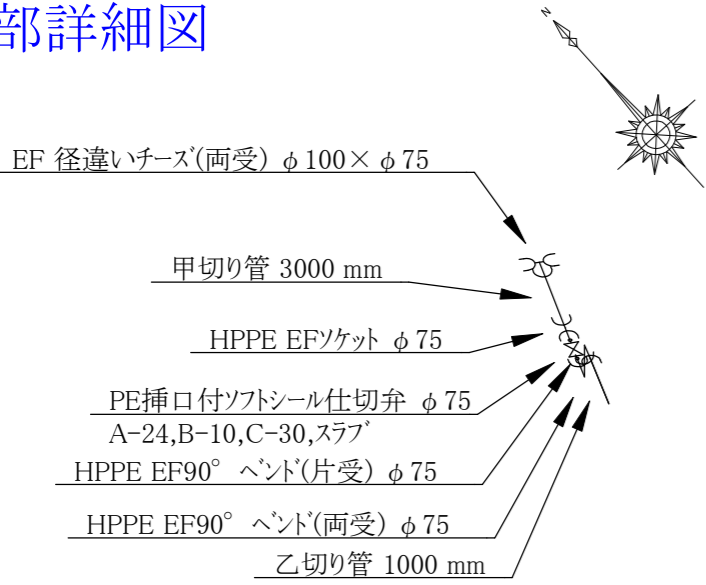 部詳細図
N
EF 径違いチーズ(両受) φ100×φ75
甲切り管 3000 mm
HPPE EFソケット φ75
PE挿口付ソフトシール仕切弁 φ75
A-24,B-10,C-30,スラブ
HPPE EF90° ベンド(片受) φ75
HPPE EF90° ベンド(両受) φ75
乙切り管 1000 mm